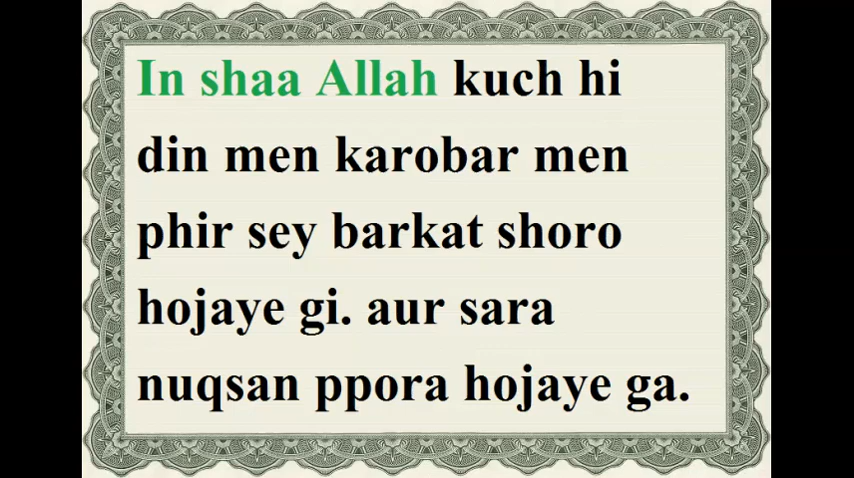 In shaa Allah kuch hi
din men karobar men
phir sey barkat shoro
hojaye gi. aur sara
nuqsan ppora hojaye ga.